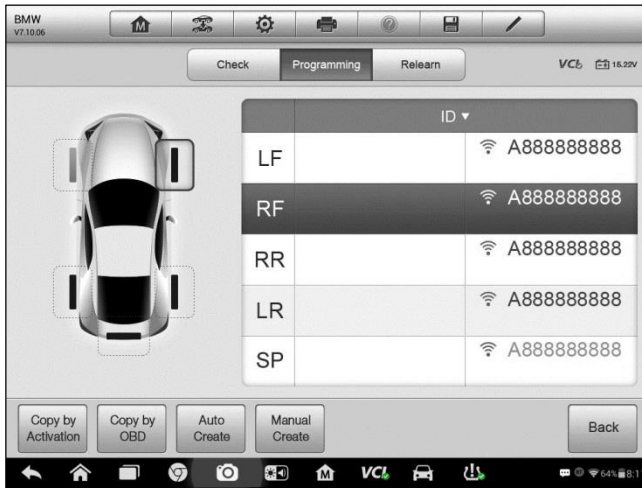 BMW
V7.10.06
M
?
Check
Programming
Relearn
VCI
15.22V
ID ▼
LF
A888888888
RF
A888888888
RR
A888888888
LR
A888888888
SP
A888888888
Copy by
Activation
Copy by
OBD
Auto
Create
Manual
Create
Back
M
VCI
64%